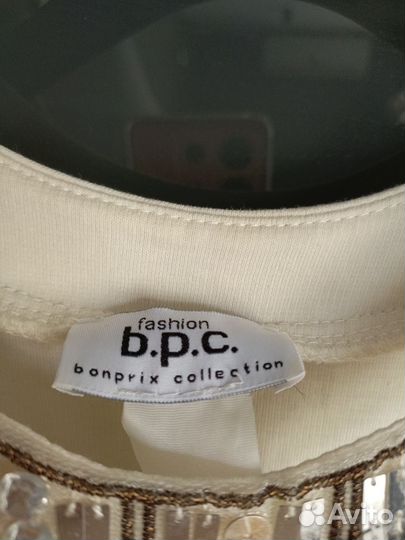 fashion
b.p.c.
bonprix collection
Avito